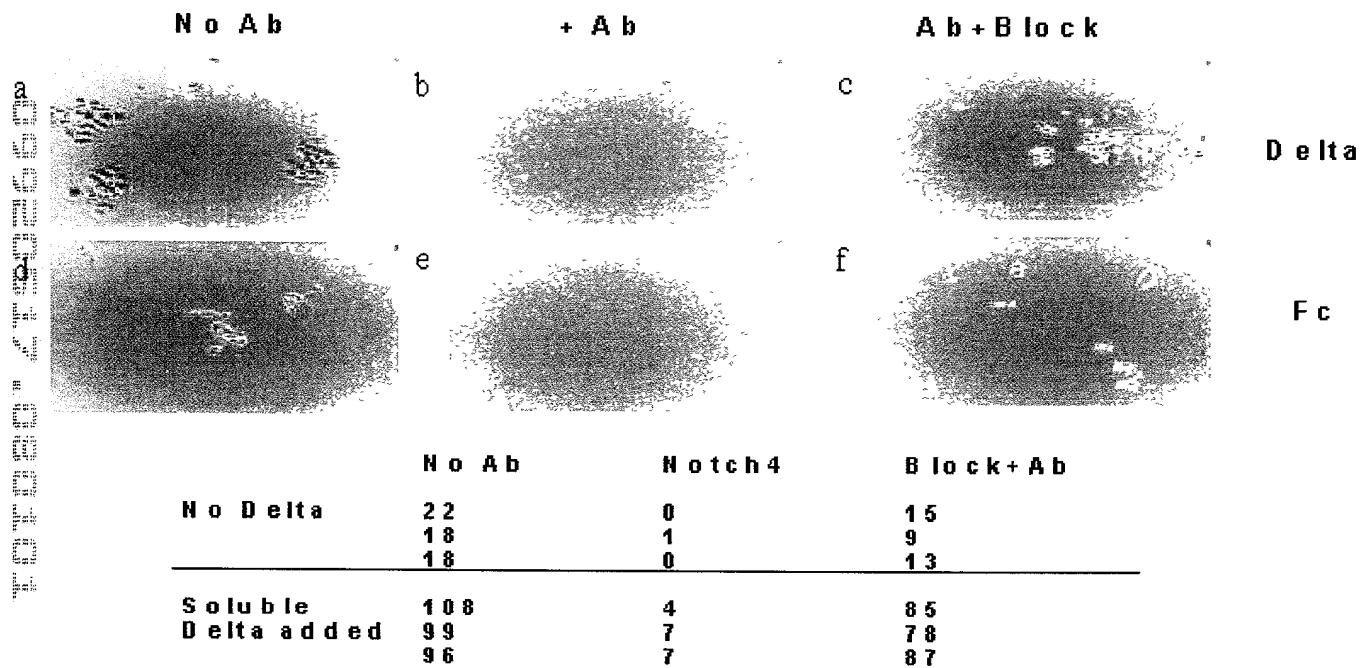 No Ab + Ab Ab+Block
a b c
Delta
d e f
a
Fc
No Ab Notch4 Block+Ab
No Delta 22 0 15
18 1 9
18 0 13
Soluble 108 4 85
Delta added 99 7 78
96 7 87